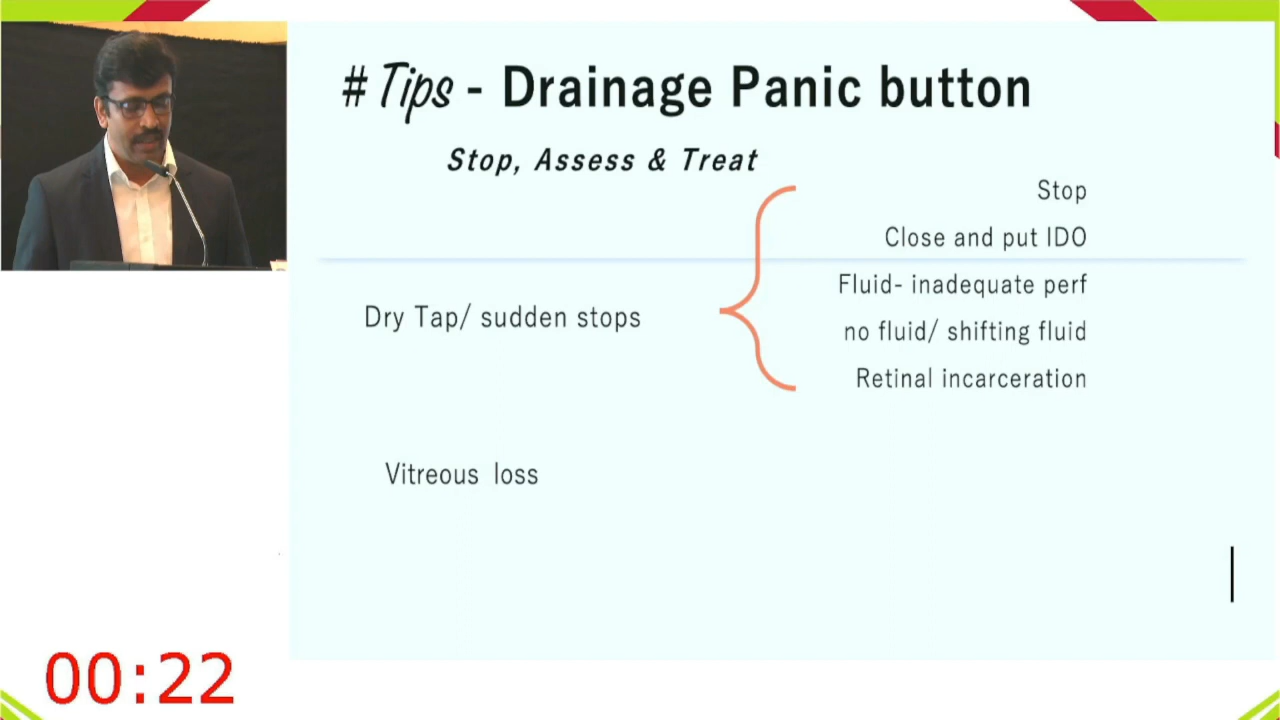 # Tips - Drainage Panic button
Stop, Assess & Treat
Stop
Close and put IDO
Fluid- inadequate perf
Dry Tap/ sudden stops
no fluid/ shifting fluid
Retinal incarceration
Vitreous loss
00:22